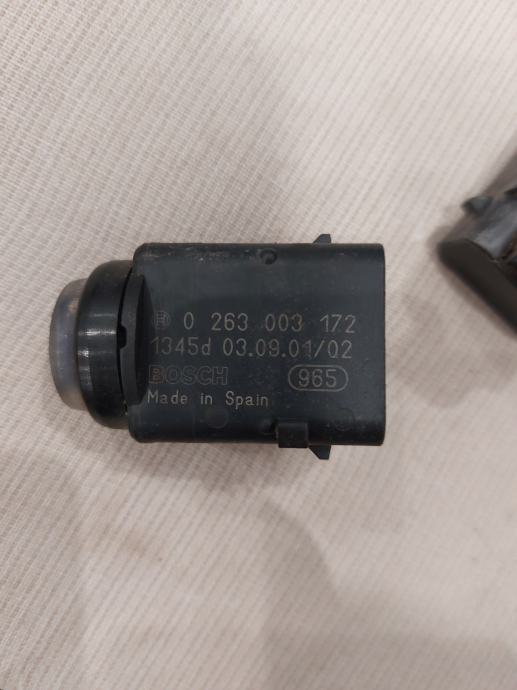 0 263 003 172
1345d 03.09.01/02
BOSCH 965
Made in Spain